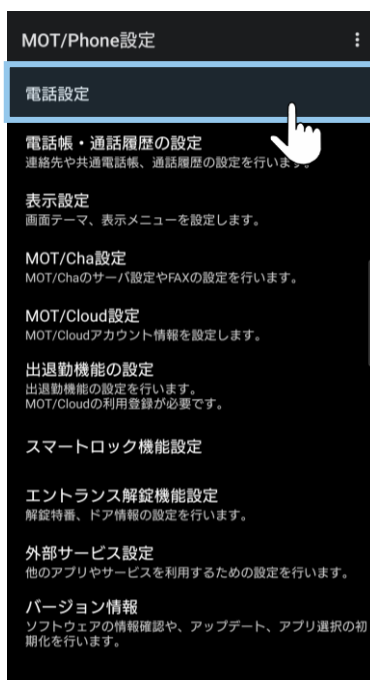 MOT/Phone設定
電話設定
電話帳・通話履歴の設定
連絡先や共通電話帳、通話履歴の設定を行います。
表示設定
画面テーマ、表示メニューを設定します。
MOT/Cha設定
MOT/Chaのサーバ設定やFAXの設定を行います。
MOT/Cloud設定
MOT/Cloudアカウント情報を設定します。
出退勤機能の設定
出退勤機能の設定を行います。
MOT/Cloudの利用登録が必要です。
スマートロック機能設定
エントランス解錠機能設定
解錠特番、ドア情報の設定を行います。
外部サービス設定
他のアプリやサービスを利用するための設定を行います。
バージョン情報
ソフトウェアの情報確認や、アップデート、アプリ選択の初
期化を行います。